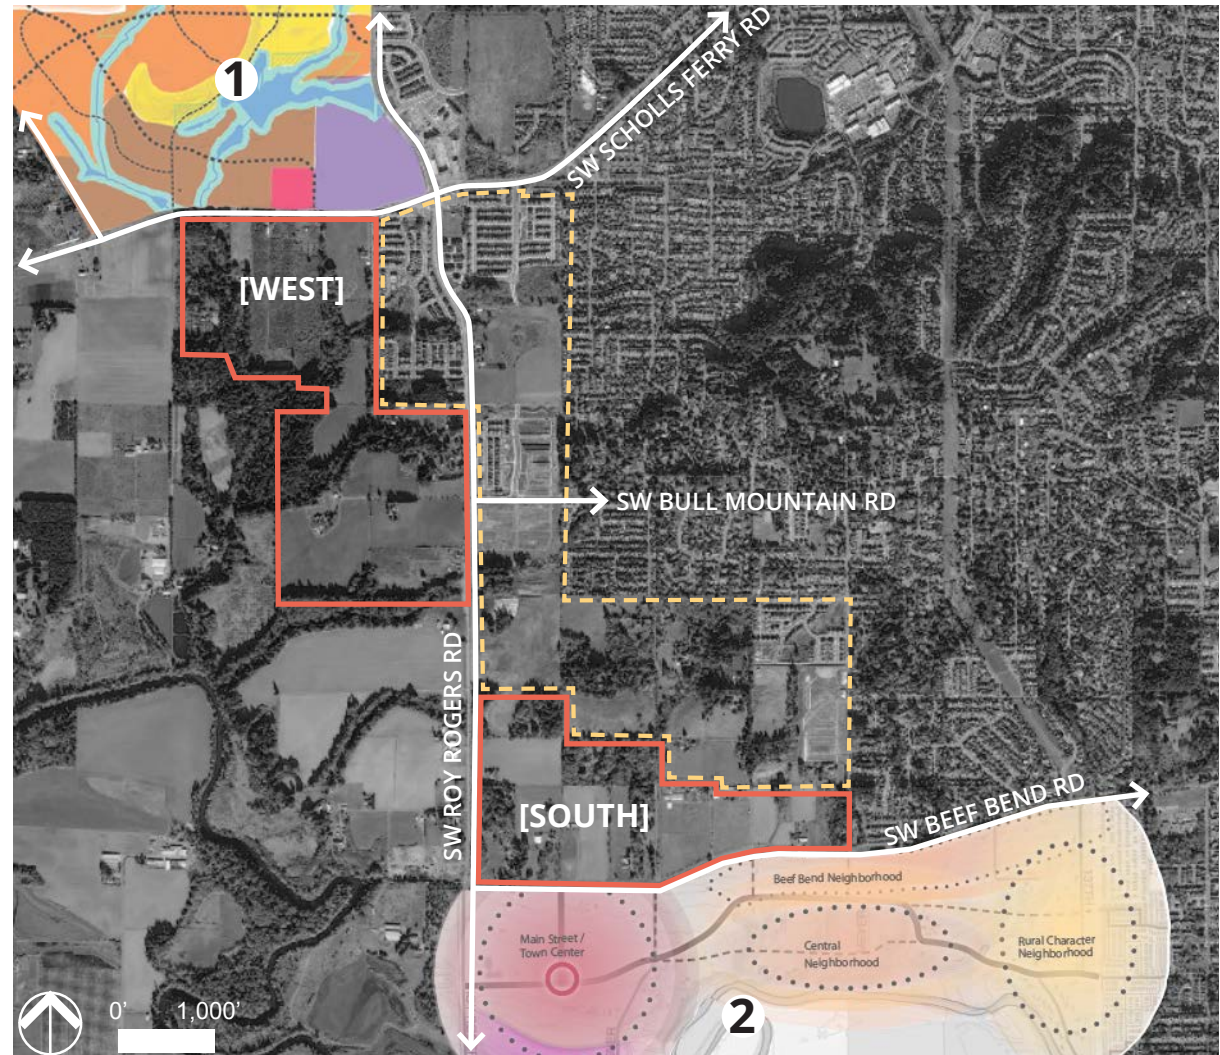 1
SW SCHOLLS FERRY RD
[WEST]
SW BULL MOUNTAIN RD
SW ROY ROGERS RD
[SOUTH]
SW BEEF BEND RD
Beef Bend Neighborhood
Main Street /
Town Center
Central
Neighborhood
Rural Character
Neighborhood
2
0’ 1,000’